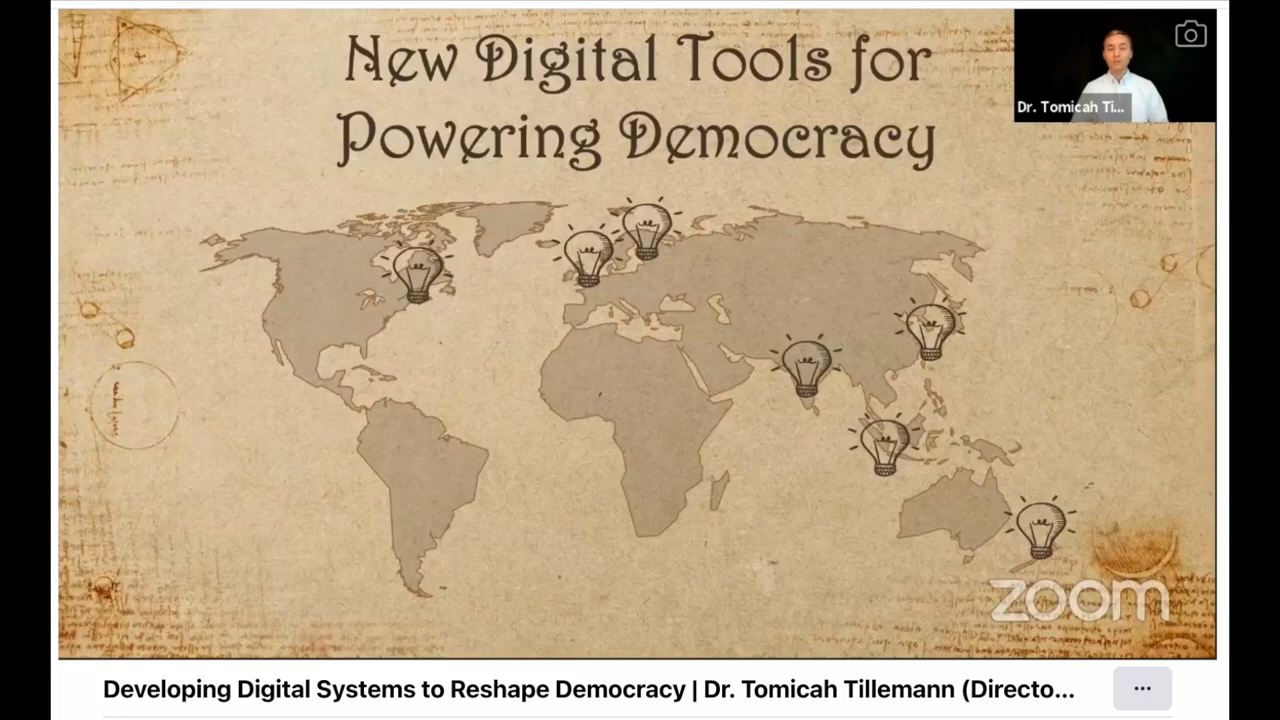 New Digital Tools for
Powering Democracy
Dr. Tomicah Ti...
zoom
Developing Digital Systems to Reshape Democracy | Dr. Tomicah Tillemann (Directo...